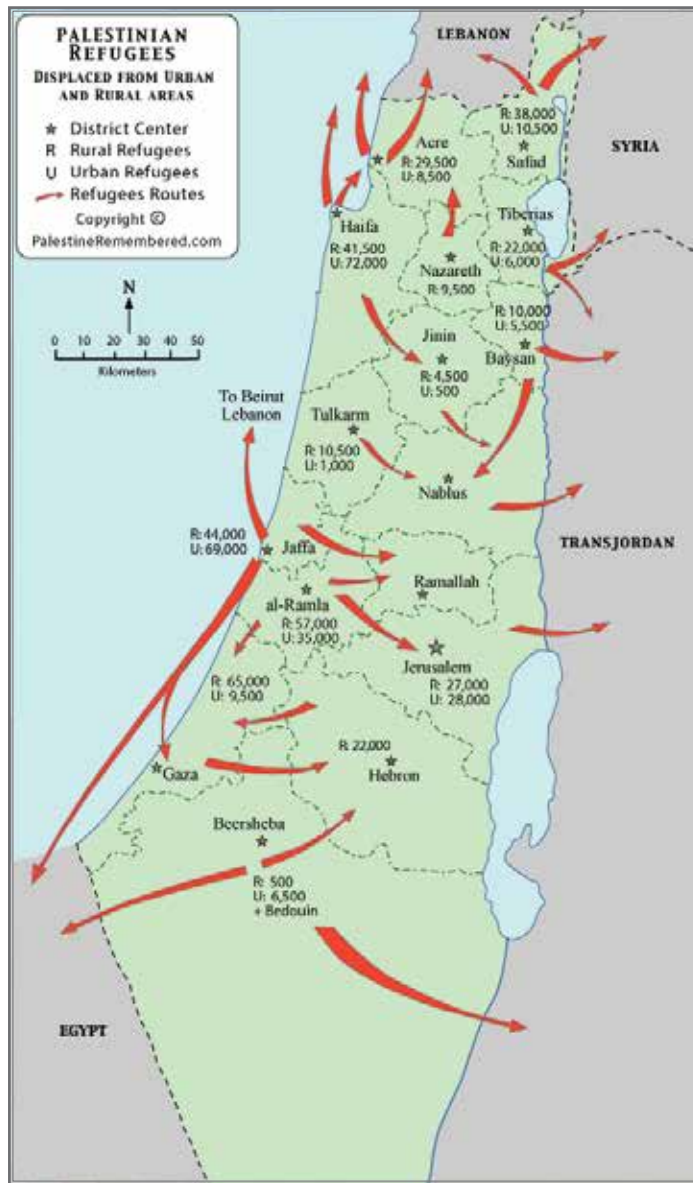 PALESTINIAN
REFUGEES
DISPLACED FROM URBAN
AND RURAL AREAS
District Center
R Rural Refugees
U Urban Refugees
Refugees Routes
Copyright ©
PalestineRemembered.com
N
0 10 20 30 40 50
Kilometers
LEBANON
SYRIA
R: 38,000
U: 10,500
Safad
Acre
R: 29,500
U: 8,500
Haifa
R: 41,500
U: 72,000
Tiberias
R: 22,000
U: 6,000
Nazareth
R: 9,500
R: 10,000
U: 5,500
Baysan
Jinin
R: 4,500
U: 500
To Beirut
Lebanon
Tulkarm
R: 10,500
U: 1,000
Nablus
R: 44,000
U: 69,000
Jaffa
TRANSJORDAN
Ramallah
al-Ramla
R: 57,000
U: 35,000
Jerusalem
R: 27,000
U: 28,000
R: 65,000
U: 9,500
Gaza
R: 22,000
Hebron
Beersheba
R: 500
U: 6,500
+ Bedouin
EGYPT